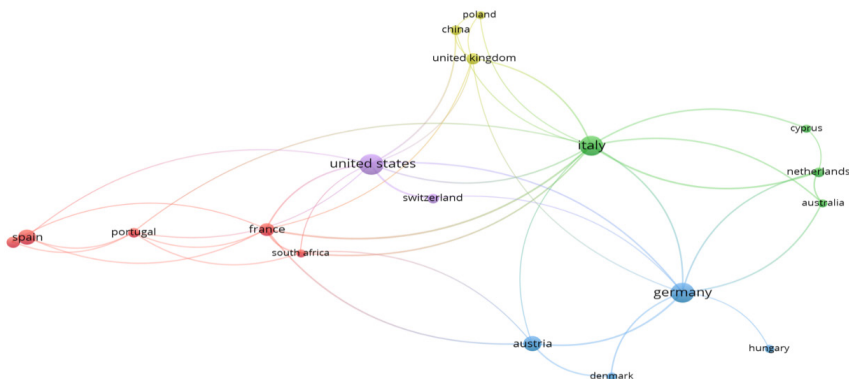 poland
china
united kingdom
italy
cyprus
united states
netherlands
switzerland
australia
france
portugal
spain
south africa
germany
austria
hungary
denmark